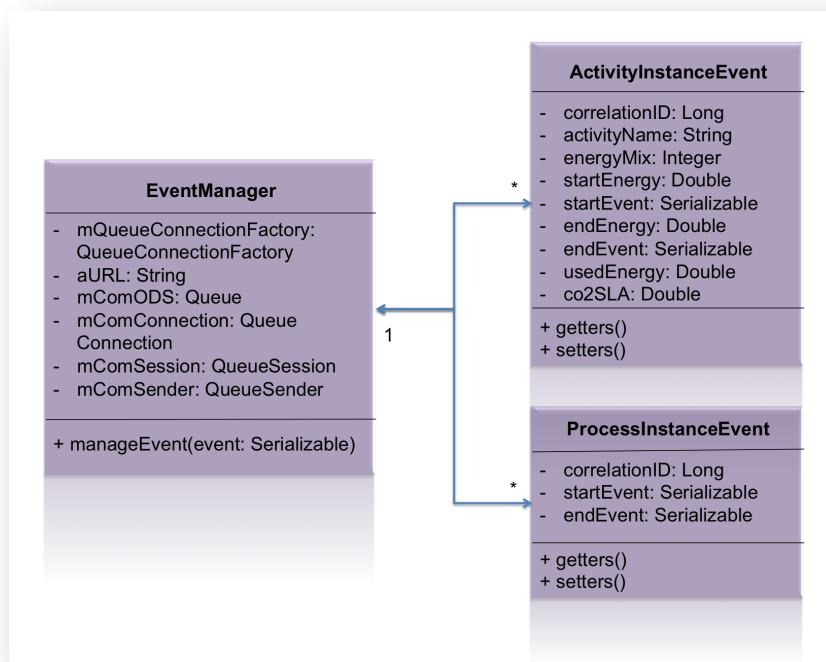 EventManager
- mQueueConnectionFactory:
QueueConnectionFactory
- aURL: String
- mComODS: Queue
- mComConnection: Queue
Connection
- mComSession: QueueSession
- mComSender: QueueSender
+ manageEvent(event: Serializable)
1
*
*
ActivityInstanceEvent
- correlationID: Long
- activityName: String
- energyMix: Integer
- startEnergy: Double
- startEvent: Serializable
- endEnergy: Double
- endEvent: Serializable
- usedEnergy: Double
- co2SLA: Double
+ getters()
+ setters()
ProcessInstanceEvent
- correlationID: Long
- startEvent: Serializable
- endEvent: Serializable
+ getters()
+ setters()